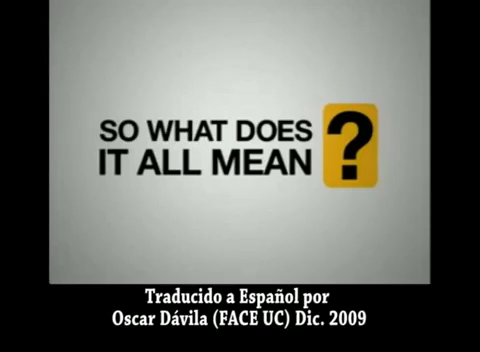 SO WHAT DOES
IT ALL MEAN ?
Traducido a Español por
Oscar Dávila (FACE UC) Dic. 2009